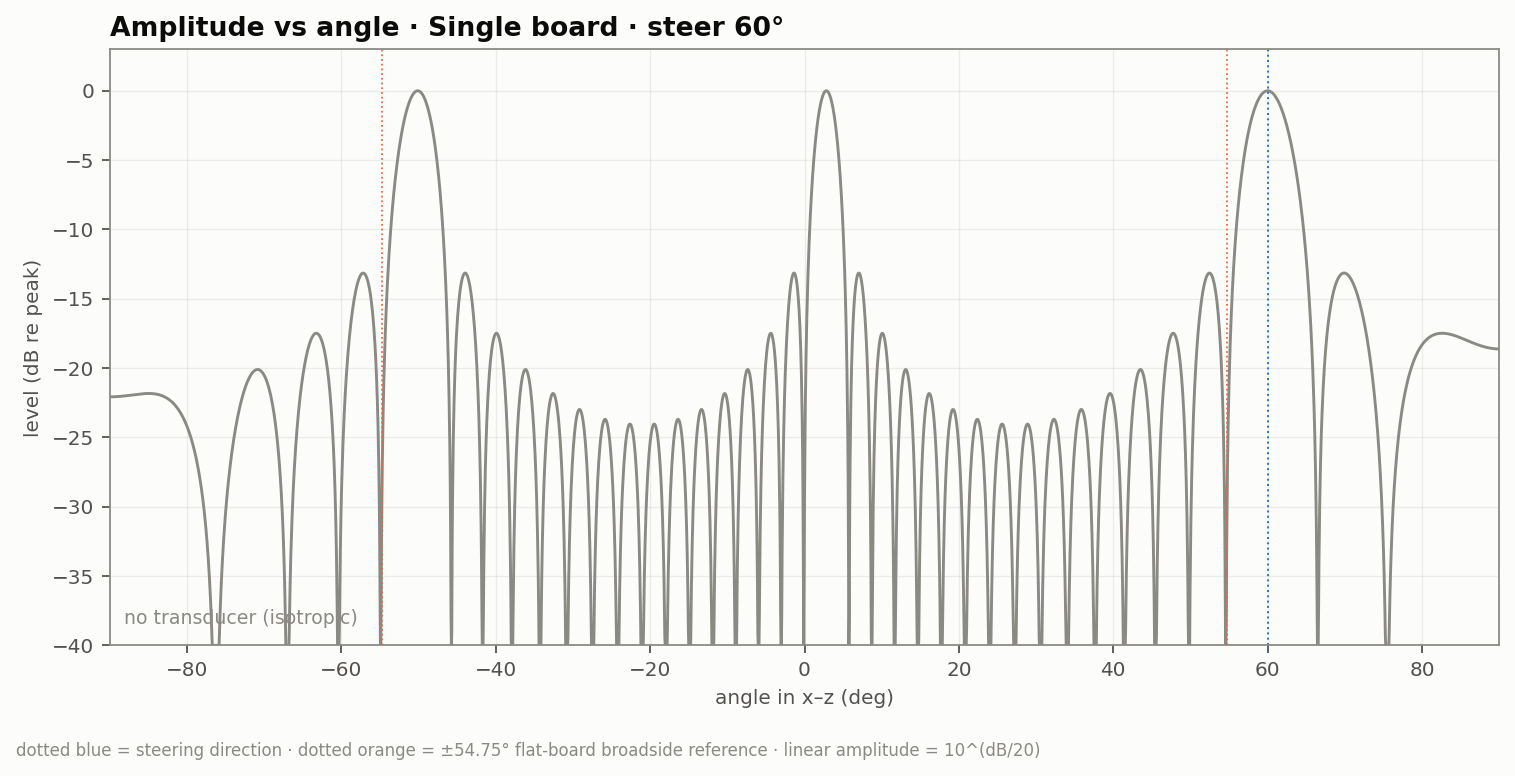 Amplitude vs angle · Single board · steer 60°
0
−5
−10
−15
−20
−25
−30
−35
−40
level (dB re peak)
no transducer (isotropic)
−80 −60 −40 −20 0 20 40 60 80
angle in x–z (deg)
dotted blue = steering direction · dotted orange = ±54.75° flat-board broadside reference · linear amplitude = 10^(dB/20)